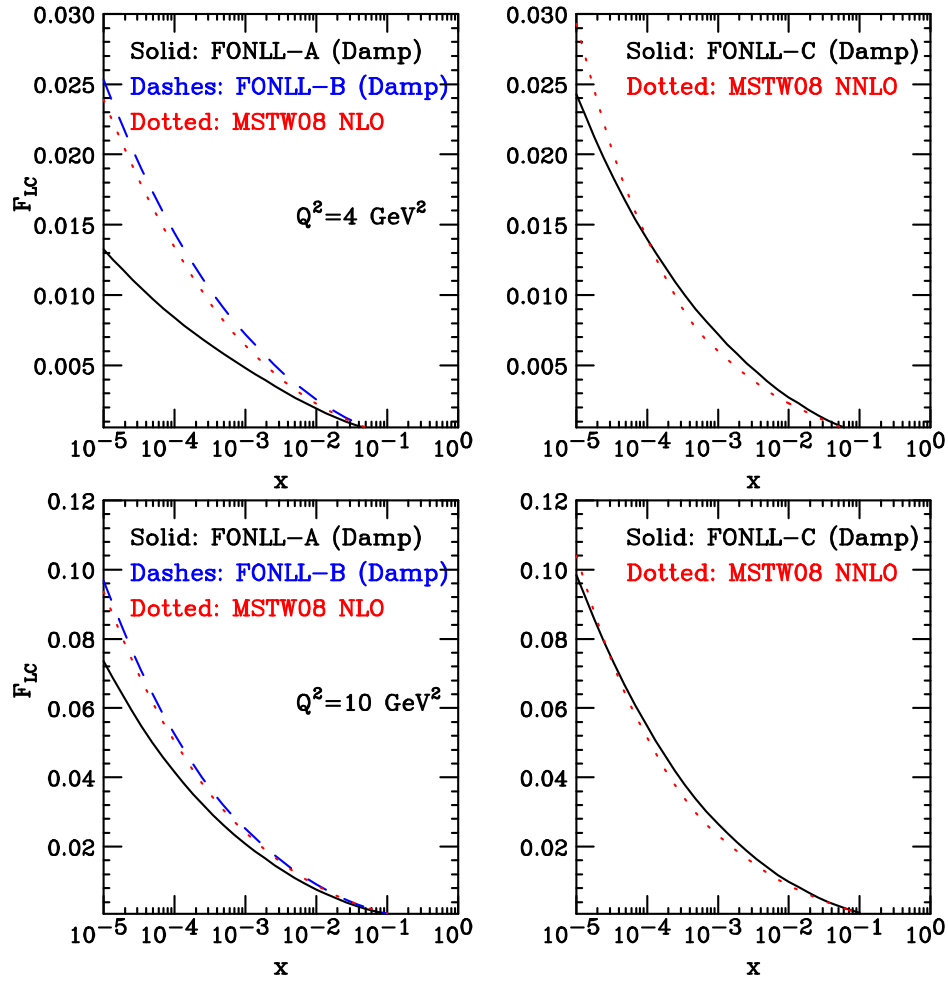 0.030
0.025
0.020
0.015
0.010
0.005
F_LC
Solid: FONLL-A (Damp)
Dashes: FONLL-B (Damp)
Dotted: MSTW08 NLO
Q²=4 GeV²
10⁻⁵ 10⁻⁴ 10⁻³ 10⁻² 10⁻¹ 10⁰
x
0.030
0.025
0.020
0.015
0.010
0.005
Solid: FONLL-C (Damp)
Dotted: MSTW08 NNLO
10⁻⁵ 10⁻⁴ 10⁻³ 10⁻² 10⁻¹ 10⁰
x
0.12
0.10
0.08
0.06
0.04
0.02
F_LC
Solid: FONLL-A (Damp)
Dashes: FONLL-B (Damp)
Dotted: MSTW08 NLO
Q²=10 GeV²
10⁻⁵ 10⁻⁴ 10⁻³ 10⁻² 10⁻¹ 10⁰
x
0.12
0.10
0.08
0.06
0.04
0.02
Solid: FONLL-C (Damp)
Dotted: MSTW08 NNLO
10⁻⁵ 10⁻⁴ 10⁻³ 10⁻² 10⁻¹ 10⁰
x